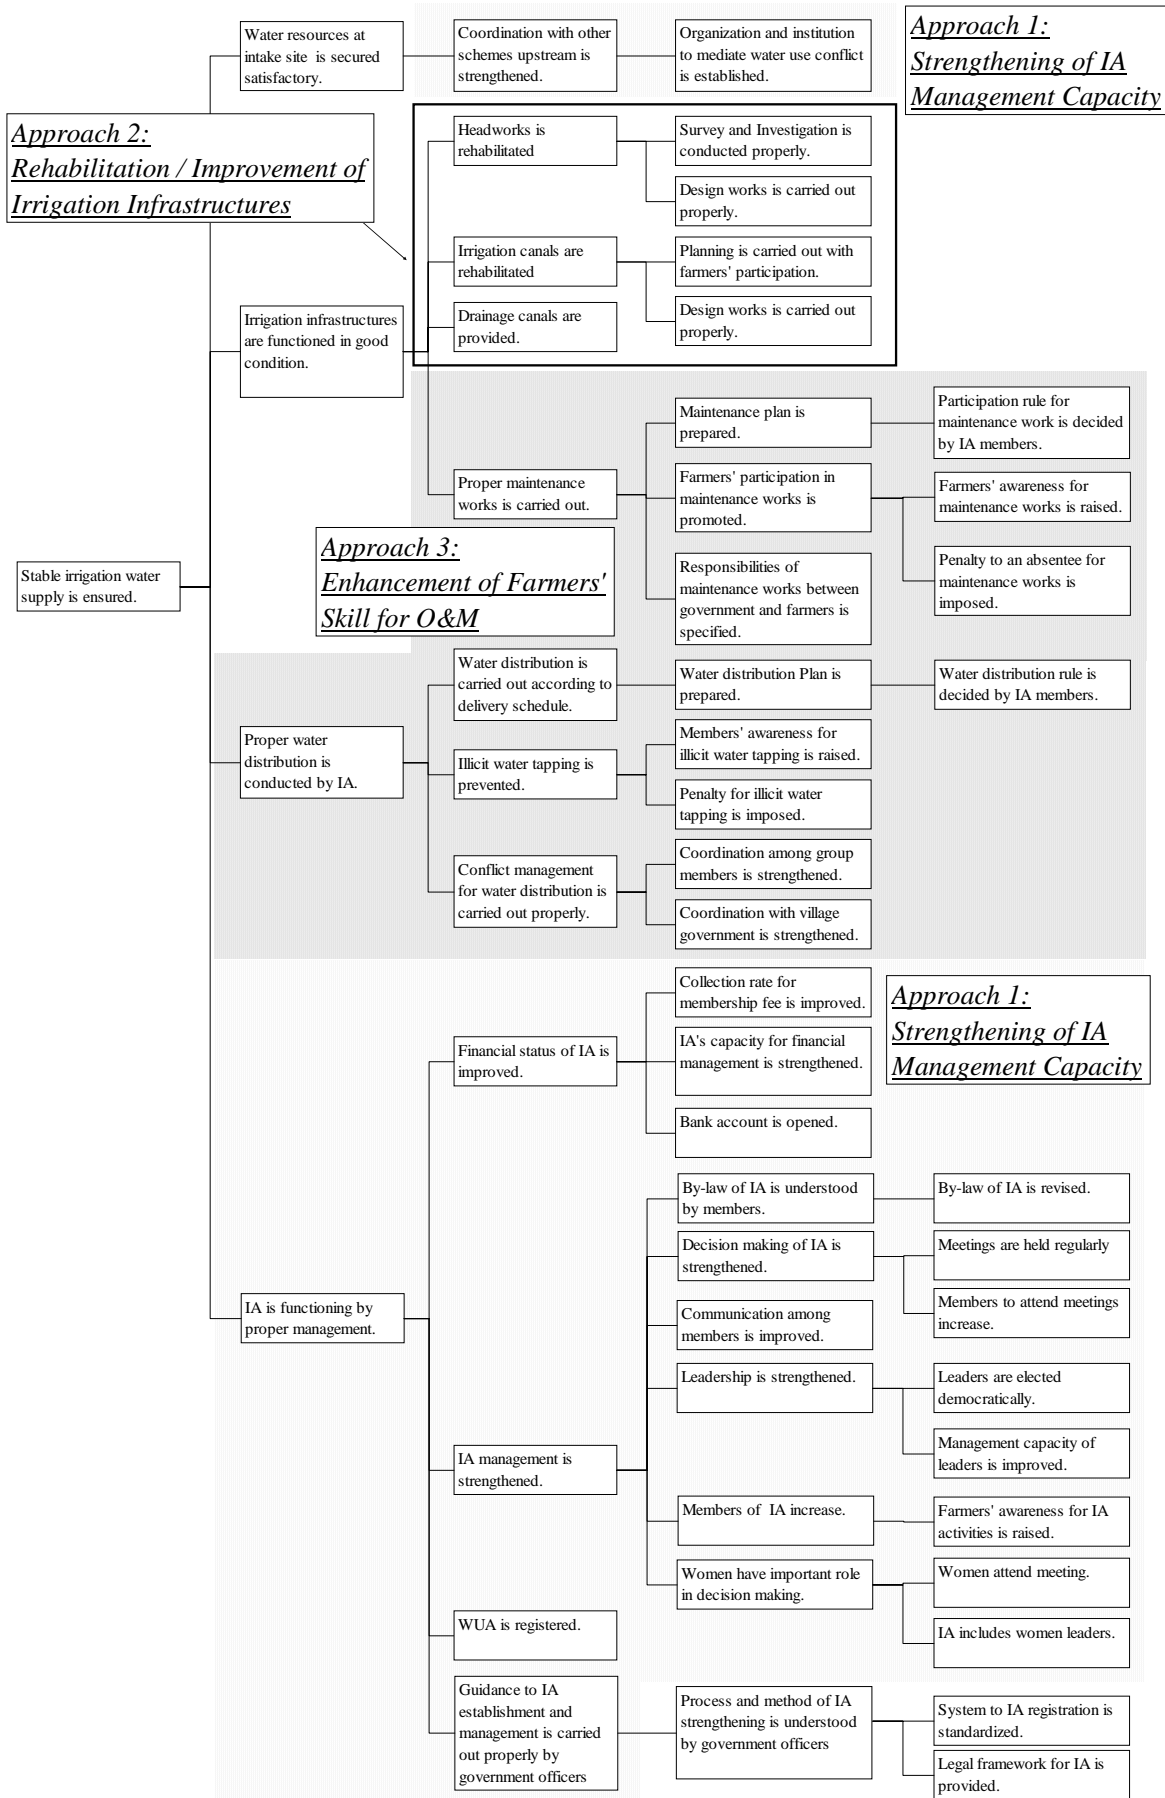 Water resources at
intake site  is secured
satisfactory.
Coordination with other
schemes upstream is
strengthened.
Organization and institution
to mediate water use conflict
is established.
Approach 1:
Strengthening of IA
Management Capacity
Approach 2:
Rehabilitation / Improvement of
Irrigation Infrastructures
Headworks is
rehabilitated
Survey and Investigation is
conducted properly.
Design works is carried out
properly.
Irrigation canals are
rehabilitated
Planning is carried out with
farmers' participation.
Irrigation infrastructures
are functioned in good
condition.
Drainage canals are
provided.
Design works is carried out
properly.
Maintenance plan is
prepared.
Participation rule for
maintenance work is decided
by IA members.
Proper maintenance
works is carried out.
Farmers' participation in
maintenance works is
promoted.
Farmers' awareness for
maintenance works is raised.
Approach 3:
Enhancement of Farmers'
Skill for O&M
Stable irrigation water
supply is ensured.
Responsibilities of
maintenance works between
government and farmers is
specified.
Penalty to an absentee for
maintenance works is
imposed.
Water distribution is
carried out according to
delivery schedule.
Water distribution Plan is
prepared.
Water distribution rule is
decided by IA members.
Proper water
distribution is
conducted by IA.
Illicit water tapping is
prevented.
Members' awareness for
illicit water tapping is raised.
Penalty for illicit water
tapping is imposed.
Conflict management
for water distribution is
carried out properly.
Coordination among group
members is strengthened.
Coordination with village
government is strengthened.
Collection rate for
membership fee is improved.
Approach 1:
Strengthening of IA
Management Capacity
Financial status of IA is
improved.
IA's capacity for financial
management is strengthened.
Bank account is opened.
By-law of IA is understood
by members.
By-law of IA is revised.
Decision making of IA is
strengthened.
Meetings are held regularly
Members to attend meetings
increase.
IA is functioning by
proper management.
Communication among
members is improved.
Leadership is strengthened.
Leaders are elected
democratically.
Management capacity of
leaders is improved.
IA management is
strengthened.
Members of  IA increase.
Farmers' awareness for IA
activities is raised.
Women have important role
in decision making.
Women attend meeting.
IA includes women leaders.
WUA is registered.
Guidance to IA
establishment and
management is carried
out properly by
government officers
Process and method of IA
strengthening is understood
by government officers
System to IA registration is
standardized.
Legal framework for IA is
provided.